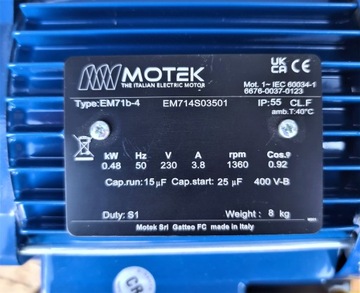 MOTEK
THE ITALIAN ELECTRIC MOTOR
UK CA CE
Mot. 1~ IEC 60034-1
6676-0037-0123
Type: EM71b-4 EM714S03501 IP: 55 CL.F
amb.T:40°C
kW Hz V A rpm Cos.φ
0.48 50 230 3.8 1360 0.92
Cap.run: 15 µF Cap.start: 25 µF 400 V-B
Duty: S1 Weight: 8 kg
Motek Srl Gatteo FC made in Italy